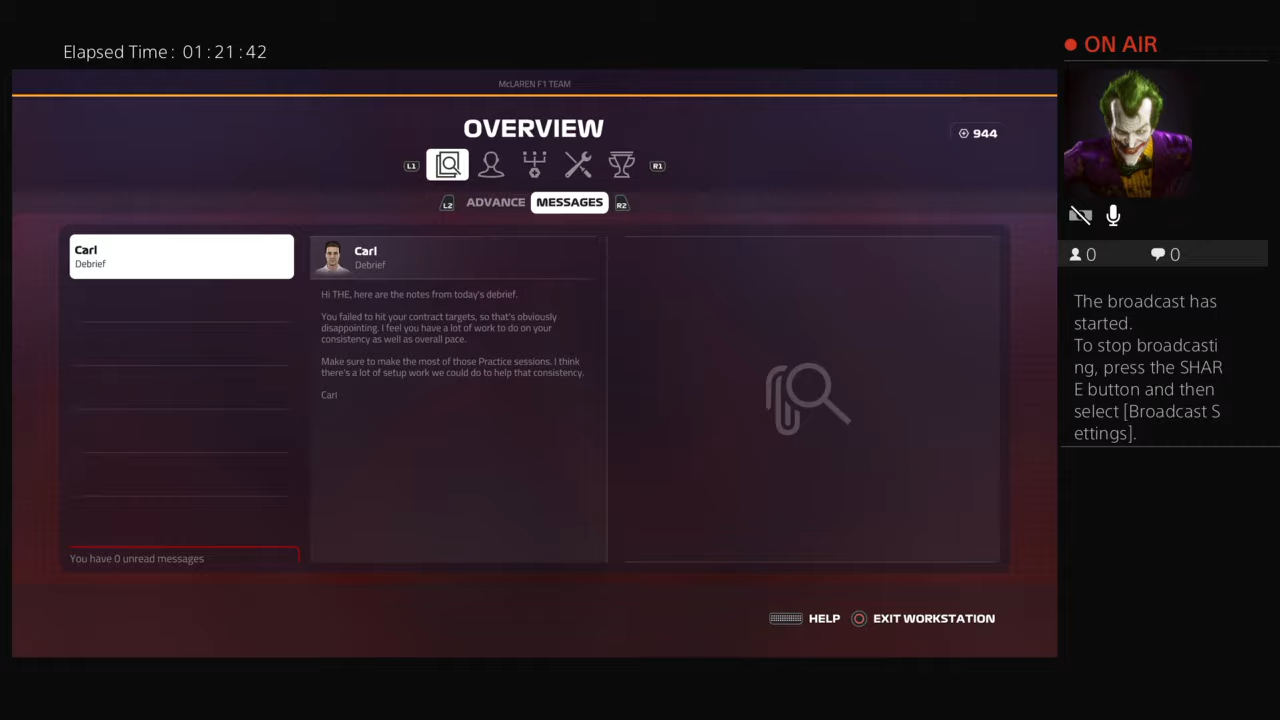 Elapsed Time: 01:21:42
ON AIR
McLAREN F1 TEAM
OVERVIEW
944
L1
R1
L2
ADVANCE
MESSAGES
R2
Carl
Debrief
Carl
Debrief
Hi THE, here are the notes from today's debrief.
You failed to hit your contract targets, so that's obviously
disappointing. I feel you have a lot of work to do on your
consistency as well as overall pace.
Make sure to make the most of those Practice sessions. I think
there's a lot of setup work we could do to help that consistency.
Carl
You have 0 unread messages
HELP
EXIT WORKSTATION
0
0
The broadcast has
started.
To stop broadcasti
ng, press the SHAR
E button and then
select [Broadcast S
ettings].